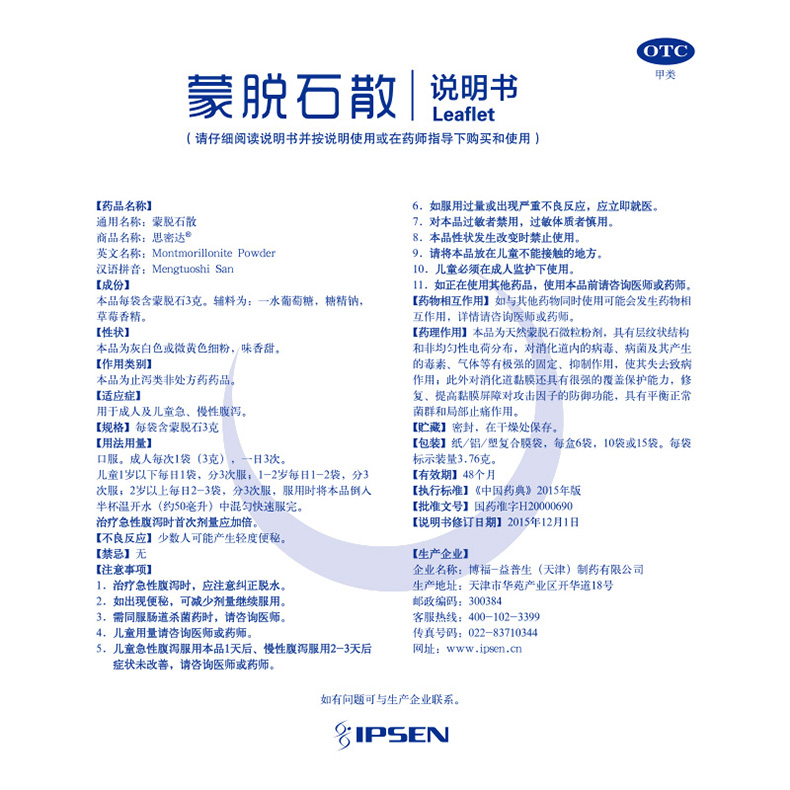 OTC
甲类
蒙脱石散
说明书
Leaflet
(请仔细阅读说明书并按说明使用或在药师指导下购买和使用)
【药品名称】
通用名称：蒙脱石散
商品名称：思密达®
英文名称：Montmorillonite Powder
汉语拼音：Mengtuoshi San
【成份】
本品每袋含蒙脱石3克。辅料为：一水葡萄糖，糖精钠，
草莓香精。
【性状】
本品为灰白色或微黄色细粉，味香甜。
【作用类别】
本品为止泻类非处方药药品。
【适应症】
用于成人及儿童急、慢性腹泻。
【规格】每袋含蒙脱石3克
【用法用量】
口服。成人每次1袋（3克），一日3次。
儿童1岁以下每日1袋，分3次服；1-2岁每日1-2袋，分3
次服；2岁以上每日2-3袋，分3次服，服用时将本品倒入
半杯温开水（约50毫升）中混匀快速服完。
治疗急性腹泻时首次剂量应加倍。
【不良反应】少数人可能产生轻度便秘。
【禁忌】无
【注意事项】
1. 治疗急性腹泻时，应注意纠正脱水。
2. 如出现便秘，可减少剂量继续服用。
3. 需同服肠道杀菌药时，请咨询医师。
4. 儿童用量请咨询医师或药师。
5. 儿童急性腹泻服用本品1天后、慢性腹泻服用2-3天后
症状未改善，请咨询医师或药师。
6. 如服用过量或出现严重不良反应，应立即就医。
7. 对本品过敏者禁用，过敏体质者慎用。
8. 本品性状发生改变时禁止使用。
9. 请将本品放在儿童不能接触的地方。
10. 儿童必须在成人监护下使用。
11. 如正在使用其他药品，使用本品前请咨询医师或药师。
【药物相互作用】如与其他药物同时使用可能会发生药物相
互作用，详情请咨询医师或药师。
【药理作用】本品为天然蒙脱石微粒粉剂，具有层纹状结构
和非均匀性电荷分布，对消化道内的病毒、病菌及其产生
的毒素、气体等有极强的固定、抑制作用，使其失去致病
作用；此外对消化道黏膜还具有很强的覆盖保护能力，修
复、提高黏膜屏障对攻击因子的防御功能，具有平衡正常
菌群和局部止痛作用。
【贮藏】密封，在干燥处保存。
【包装】纸/铝/塑复合膜袋，每盒6袋，10袋或15袋。每袋
标示装量3.76克。
【有效期】48个月
【执行标准】《中国药典》2015年版
【批准文号】国药准字H20000690
【说明书修订日期】2015年12月1日
【生产企业】
企业名称：博福-益普生（天津）制药有限公司
生产地址：天津市华苑产业区开华道18号
邮政编码：300384
客服热线：400-102-3399
传真号码：022-83710344
网址：www.ipsen.cn
如有问题可与生产企业联系。
IPSEN